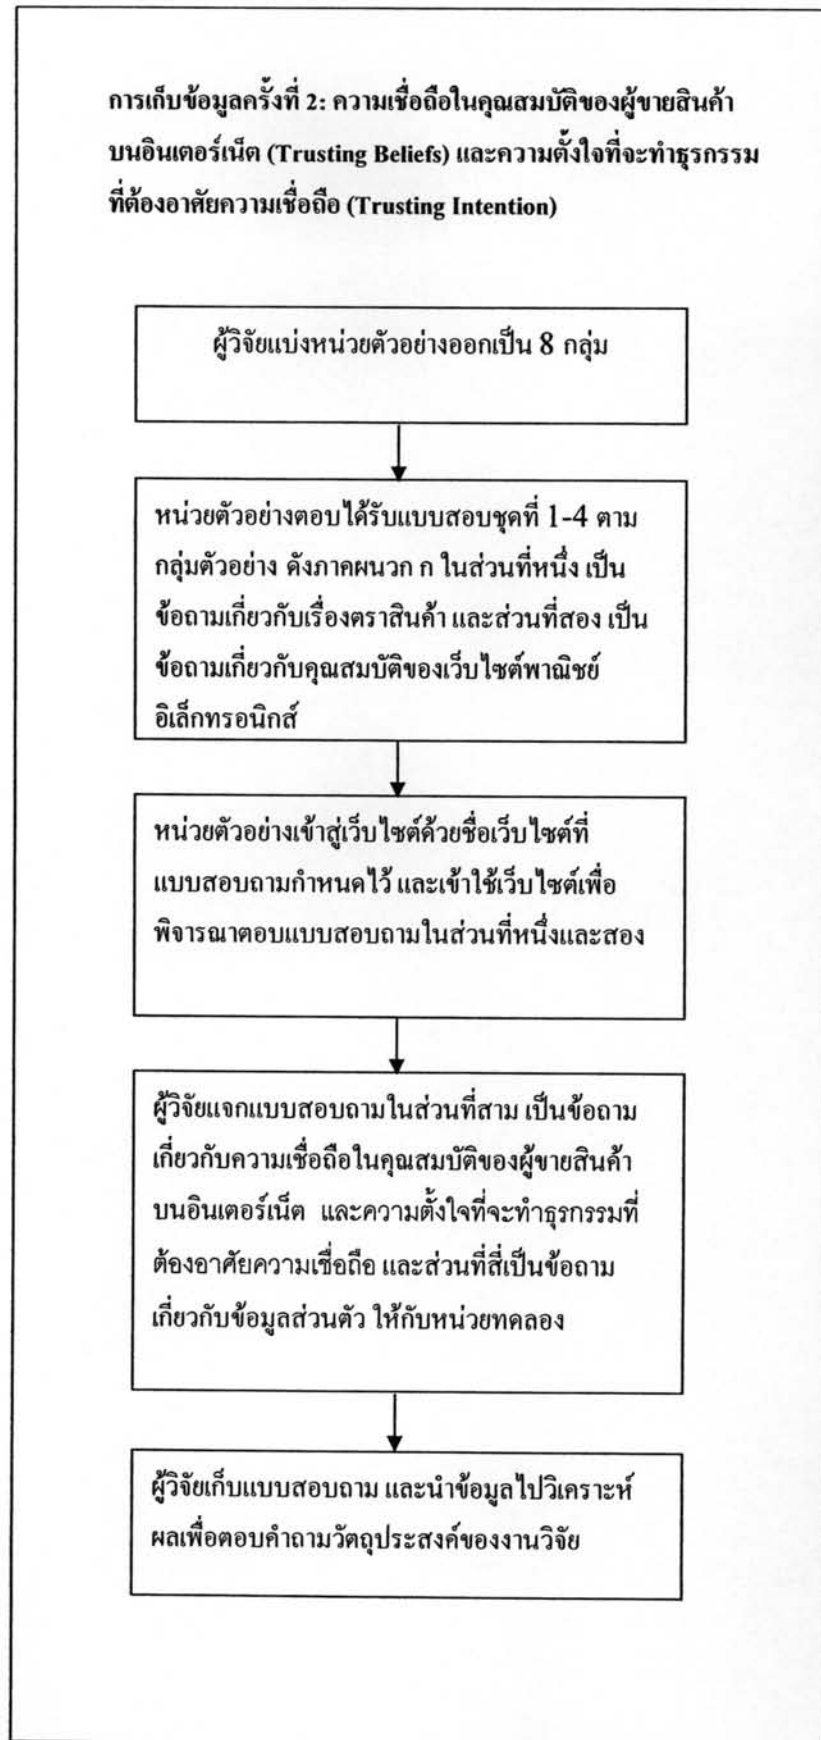 การเก็บข้อมูลครั้งที่ 2: ความเชื่อถือในคุณสมบัติของผู้ขายสินค้า
บนอินเตอร์เน็ต (Trusting Beliefs) และความตั้งใจที่จะทำธุรกรรม
ที่ต้องอาศัยความเชื่อถือ (Trusting Intention)
ผู้วิจัยแบ่งหน่วยตัวอย่างออกเป็น 8 กลุ่ม
หน่วยตัวอย่างตอบได้รับแบบสอบชุดที่ 1-4 ตาม
กลุ่มตัวอย่าง ดังภาคผนวก ก ในส่วนที่หนึ่ง เป็น
ข้อถามเกี่ยวกับเรื่องตราสินค้า และส่วนที่สอง เป็น
ข้อถามเกี่ยวกับคุณสมบัติของเว็บไซต์พาณิชย์
อิเล็กทรอนิกส์
หน่วยตัวอย่างเข้าสู่เว็บไซต์ด้วยชื่อเว็บไซต์ที่
แบบสอบถามกำหนดไว้ และเข้าใช้เว็บไซต์เพื่อ
พิจารณาตอบแบบสอบถามในส่วนที่หนึ่งและสอง
ผู้วิจัยแจกแบบสอบถามในส่วนที่สาม เป็นข้อถาม
เกี่ยวกับความเชื่อถือในคุณสมบัติของผู้ขายสินค้า
บนอินเตอร์เน็ต และความตั้งใจที่จะทำธุรกรรมที่
ต้องอาศัยความเชื่อถือ และส่วนที่สี่เป็นข้อถาม
เกี่ยวกับข้อมูลส่วนตัว ให้กับหน่วยทดลอง
ผู้วิจัยเก็บแบบสอบถาม และนำข้อมูลไปวิเคราะห์
ผลเพื่อตอบคำถามวัตถุประสงค์ของงานวิจัย